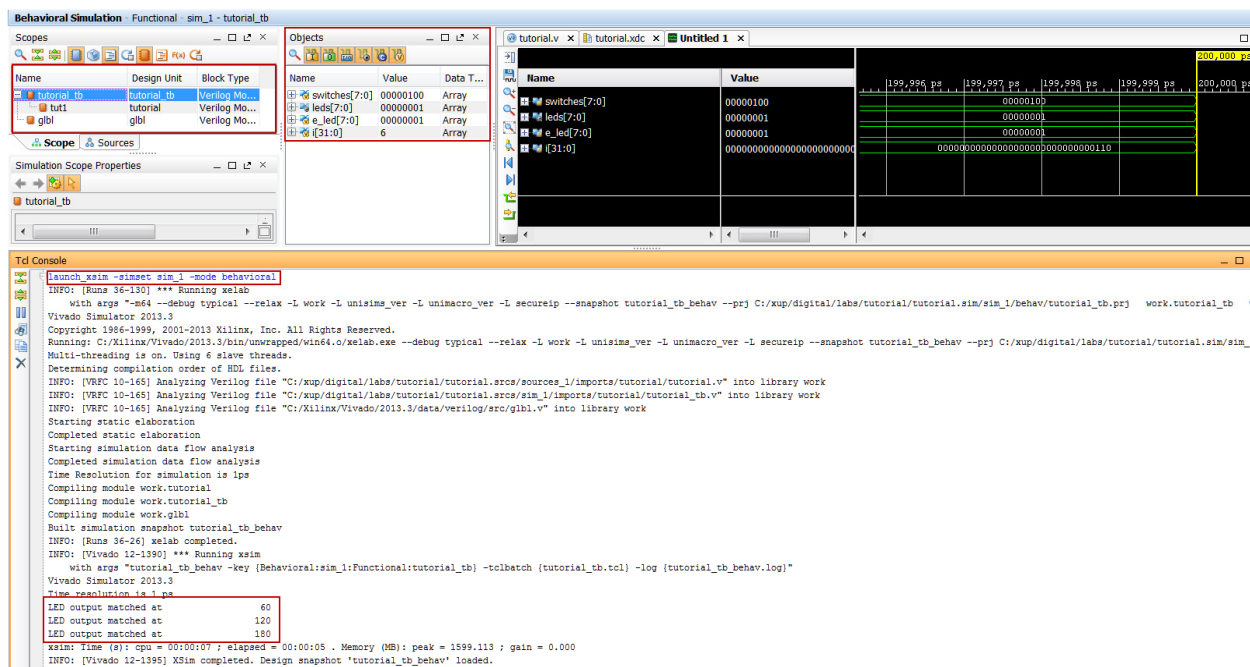 Behavioral Simulation - Functional - sim_1 - tutorial_tb
Scopes
Name Design Unit Block Type
tutorial_tb tutorial_tb Verilog Mo...
tut1 tutorial Verilog Mo...
glbl glbl Verilog Mo...
Scope Sources
Simulation Scope Properties
tutorial_tb
Objects
Name Value Data T...
switches[7:0] 00000100 Array
leds[7:0] 00000001 Array
e_led[7:0] 00000001 Array
i[31:0] 6 Array
tutorial.v tutorial.xdc Untitled 1
200,000 ps
Name Value
199,996 ps 199,997 ps 199,998 ps 199,999 ps 200,000 ps
switches[7:0] 00000100 00000100
leds[7:0] 00000001 00000001
e_led[7:0] 00000001 00000001
i[31:0] 00000000000000000000000 00000000000000000000000000000110
Tcl Console
launch_xsim -simset sim_1 -mode behavioral
INFO: [Runs 36-130] *** Running xelab
with args "-m64 --debug typical --relax -L work -L unisims_ver -L unimacro_ver -L secureip --snapshot tutorial_tb_behav --prj C:/xup/digital/labs/tutorial/tutorial.sim/sim_1/behav/tutorial_tb.prj work.tutorial_tb
Vivado Simulator 2013.3
Copyright 1986-1999, 2001-2013 Xilinx, Inc. All Rights Reserved.
Running: C:/Xilinx/Vivado/2013.3/bin/unwrapped/win64.o/xelab.exe --debug typical --relax -L work -L unisims_ver -L unimacro_ver -L secureip --snapshot tutorial_tb_behav --prj C:/xup/digital/labs/tutorial/tutorial.sim/sim_
Multi-threading is on. Using 6 slave threads.
Determining compilation order of HDL files.
INFO: [VRFC 10-165] Analyzing Verilog file "C:/xup/digital/labs/tutorial/tutorial.srcs/sources_1/imports/tutorial/tutorial.v" into library work
INFO: [VRFC 10-165] Analyzing Verilog file "C:/xup/digital/labs/tutorial/tutorial.srcs/sim_1/imports/tutorial/tutorial_tb.v" into library work
INFO: [VRFC 10-165] Analyzing Verilog file "C:/Xilinx/Vivado/2013.3/data/verilog/src/glbl.v" into library work
Starting static elaboration
Completed static elaboration
Starting simulation data flow analysis
Completed simulation data flow analysis
Time Resolution for simulation is 1ps
Compiling module work.tutorial
Compiling module work.tutorial_tb
Compiling module work.glbl
Built simulation snapshot tutorial_tb_behav
INFO: [Runs 36-26] xelab completed.
INFO: [Vivado 12-1390] *** Running xsim
with args "tutorial_tb_behav -key {Behavioral:sim_1:Functional:tutorial_tb} -tclbatch {tutorial_tb.tcl} -log {tutorial_tb_behav.log}"
Vivado Simulator 2013.3
Time resolution is 1 ps
LED output matched at 60
LED output matched at 120
LED output matched at 180
xsim: Time (s): cpu = 00:00:07 ; elapsed = 00:00:05 . Memory (MB): peak = 1599.113 ; gain = 0.000
INFO: [Vivado 12-1395] XSim completed. Design snapshot 'tutorial_tb_behav' loaded.